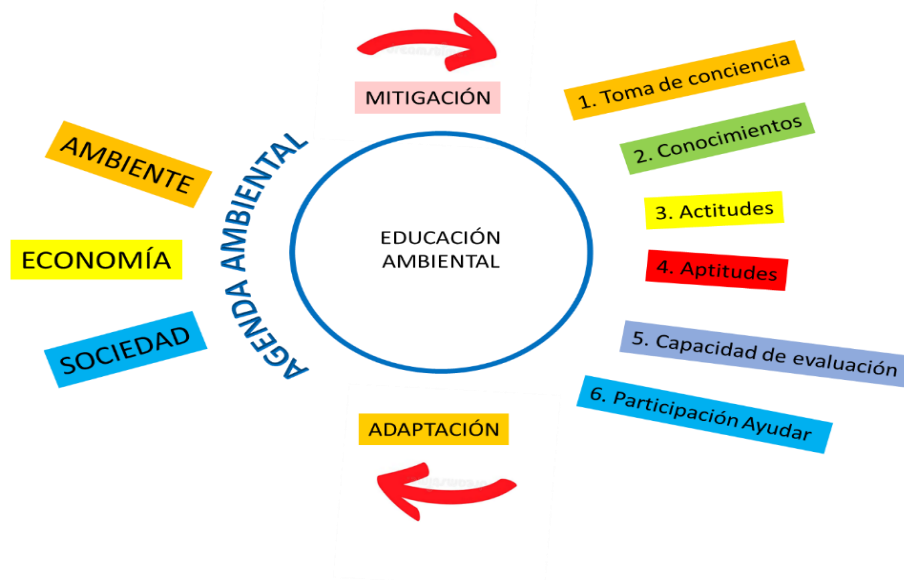 MITIGACIÓN
AMBIENTE
ECONOMÍA
SOCIEDAD
AGENDA AMBIENTAL
EDUCACIÓN
AMBIENTAL
1. Toma de conciencia
2. Conocimientos
3. Actitudes
4. Aptitudes
5. Capacidad de evaluación
6. Participación Ayudar
ADAPTACIÓN